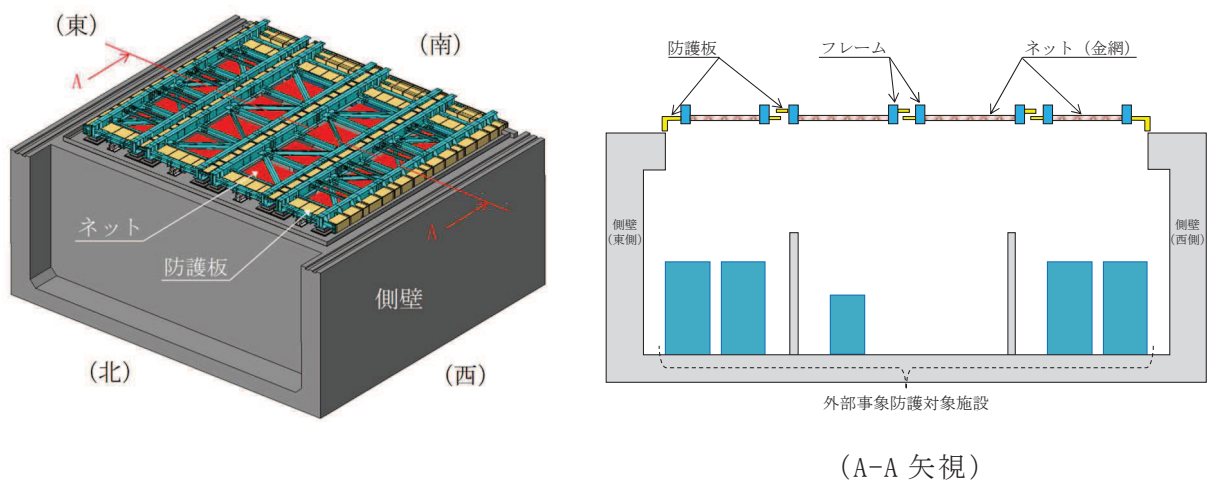 (東)
(南)
A
ネット
防護板
側壁
A
(北)
(西)
防護板
フレーム
ネット（金網）
側壁
(東側)
側壁
(西側)
外部事象防護対象施設
(A-A 矢視)